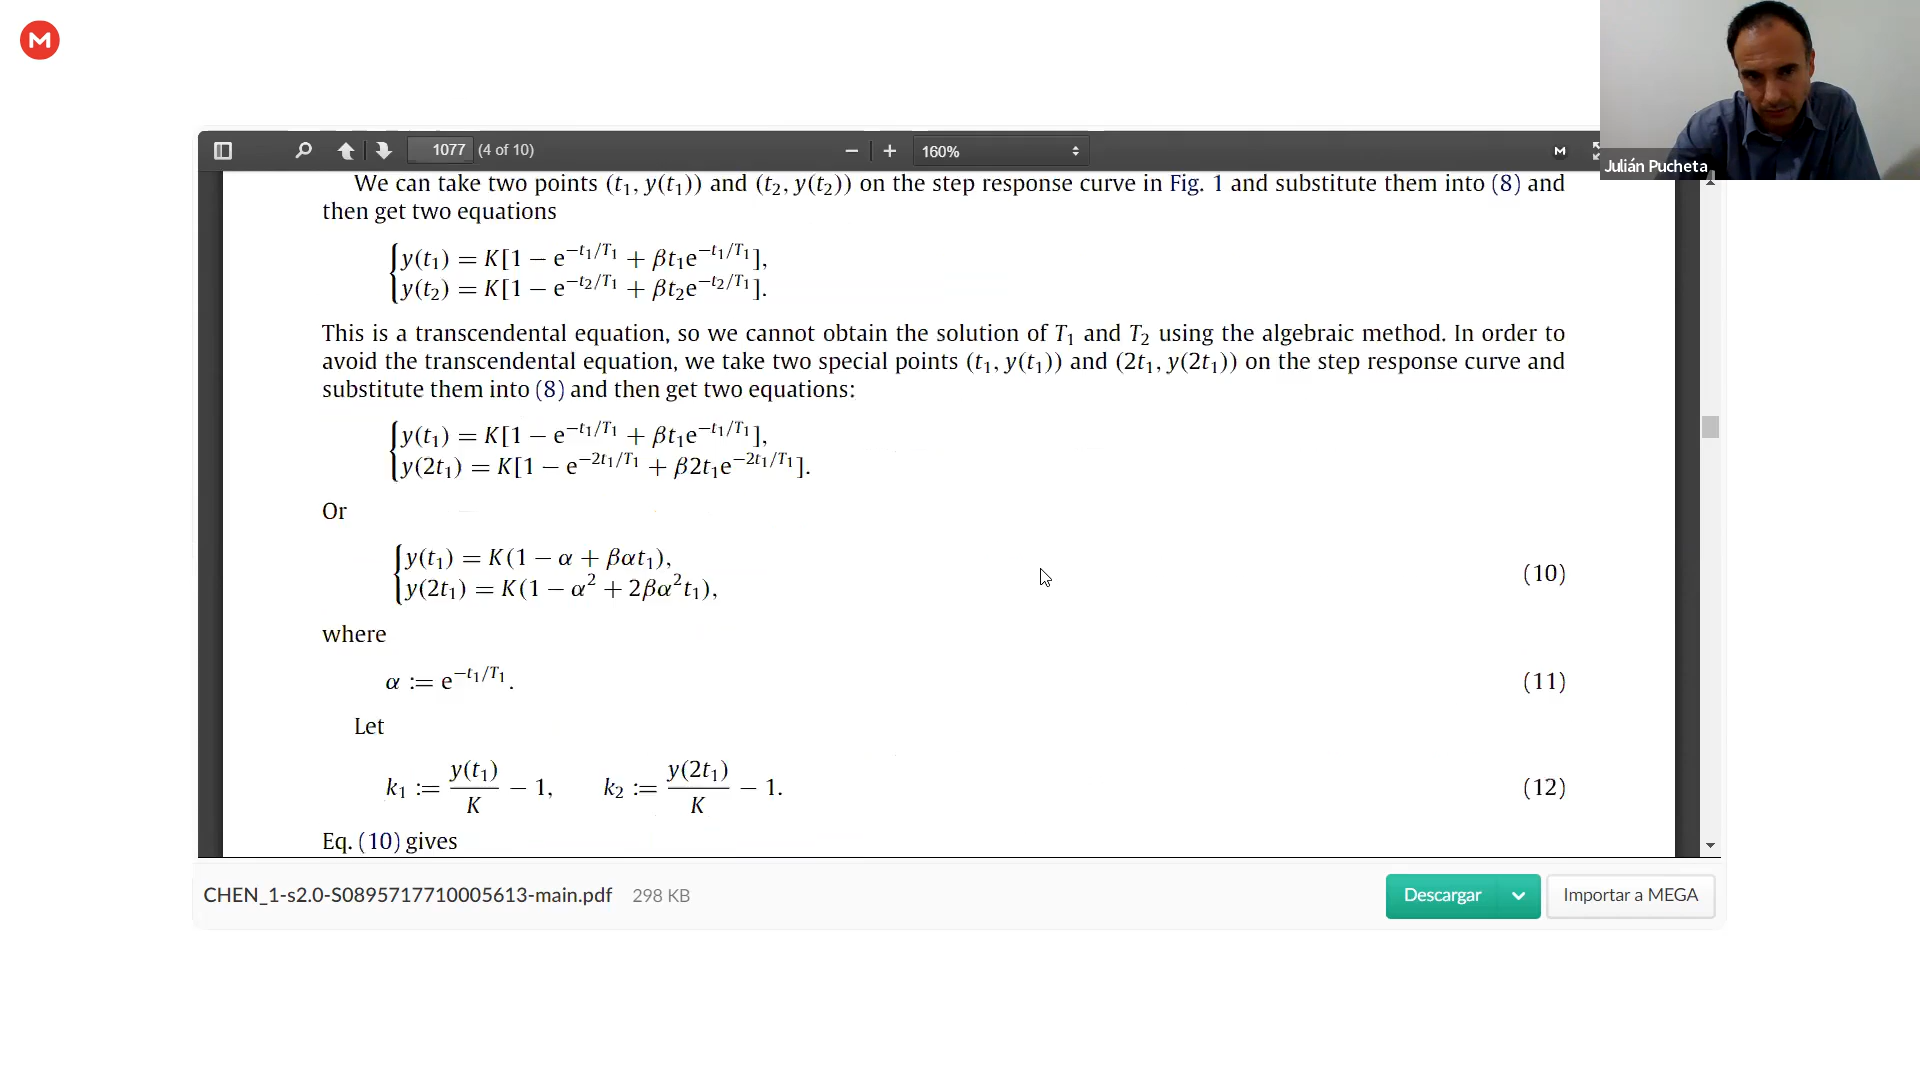 M
1077 (4 of 10)
160%
M
Julián Pucheta
We can take two points (t₁, y(t₁)) and (t₂, y(t₂)) on the step response curve in Fig. 1 and substitute them into (8) and
then get two equations
y(t₁) = K[1 − e^{−t₁/T₁} + βt₁e^{−t₁/T₁}],
y(t₂) = K[1 − e^{−t₂/T₁} + βt₂e^{−t₂/T₁}].
This is a transcendental equation, so we cannot obtain the solution of T₁ and T₂ using the algebraic method. In order to
avoid the transcendental equation, we take two special points (t₁, y(t₁)) and (2t₁, y(2t₁)) on the step response curve and
substitute them into (8) and then get two equations:
y(t₁) = K[1 − e^{−t₁/T₁} + βt₁e^{−t₁/T₁}],
y(2t₁) = K[1 − e^{−2t₁/T₁} + β2t₁e^{−2t₁/T₁}].
Or
y(t₁) = K(1 − α + βαt₁),
y(2t₁) = K(1 − α² + 2βα²t₁),
(10)
where
α := e^{−t₁/T₁}. (11)
Let
k₁ := y(t₁)/K − 1, k₂ := y(2t₁)/K − 1. (12)
Eq. (10) gives
CHEN_1-s2.0-S0895717710005613-main.pdf 298 KB
Descargar
Importar a MEGA